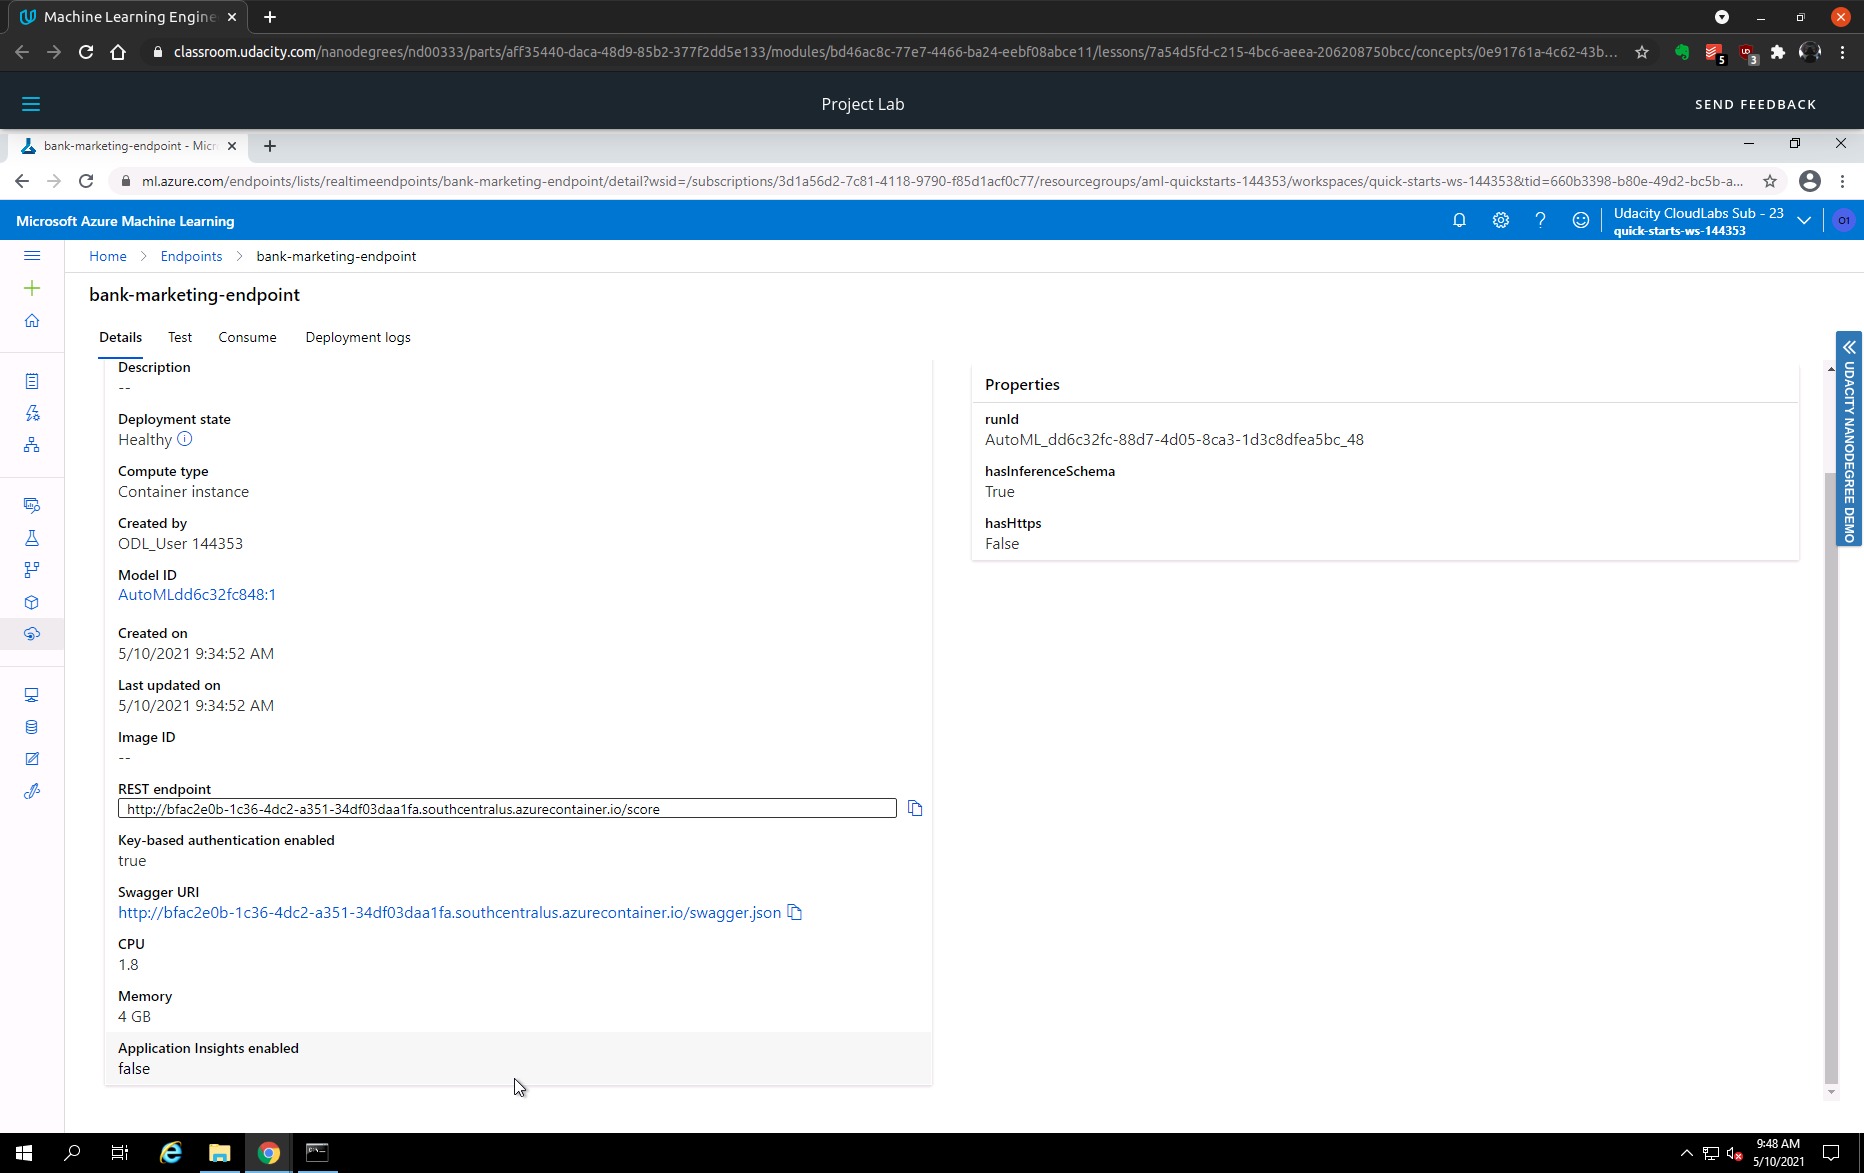 Machine Learning Engine
classroom.udacity.com/nanodegrees/nd00333/parts/aff35440-daca-48d9-85b2-377f2dd5e133/modules/bd46ac8c-77e7-4466-ba24-eebf08abce11/lessons/7a54d5fd-c215-4bc6-aeea-206208750bcc/concepts/0e91761a-4c62-43b...
5
3
Project Lab
SEND FEEDBACK
bank-marketing-endpoint - Micr
ml.azure.com/endpoints/lists/realtimeendpoints/bank-marketing-endpoint/detail?wsid=/subscriptions/3d1a56d2-7c81-4118-9790-f85d1acf0c77/resourcegroups/aml-quickstarts-144353/workspaces/quick-starts-ws-144353&tid=660b3398-b80e-49d2-bc5b-a...
Microsoft Azure Machine Learning
Udacity CloudLabs Sub - 23
quick-starts-ws-144353
O1
Home > Endpoints > bank-marketing-endpoint
bank-marketing-endpoint
Details Test Consume Deployment logs
Description
--
Deployment state
Healthy
Compute type
Container instance
Created by
ODL_User 144353
Model ID
AutoMLdd6c32fc848:1
Created on
5/10/2021 9:34:52 AM
Last updated on
5/10/2021 9:34:52 AM
Image ID
--
REST endpoint
http://bfac2e0b-1c36-4dc2-a351-34df03daa1fa.southcentralus.azurecontainer.io/score
Key-based authentication enabled
true
Swagger URI
http://bfac2e0b-1c36-4dc2-a351-34df03daa1fa.southcentralus.azurecontainer.io/swagger.json
CPU
1.8
Memory
4 GB
Application Insights enabled
false
Properties
runId
AutoML_dd6c32fc-88d7-4d05-8ca3-1d3c8dfea5bc_48
hasInferenceSchema
True
hasHttps
False
UDACITY NANODEGREE DEMO
9:48 AM
5/10/2021